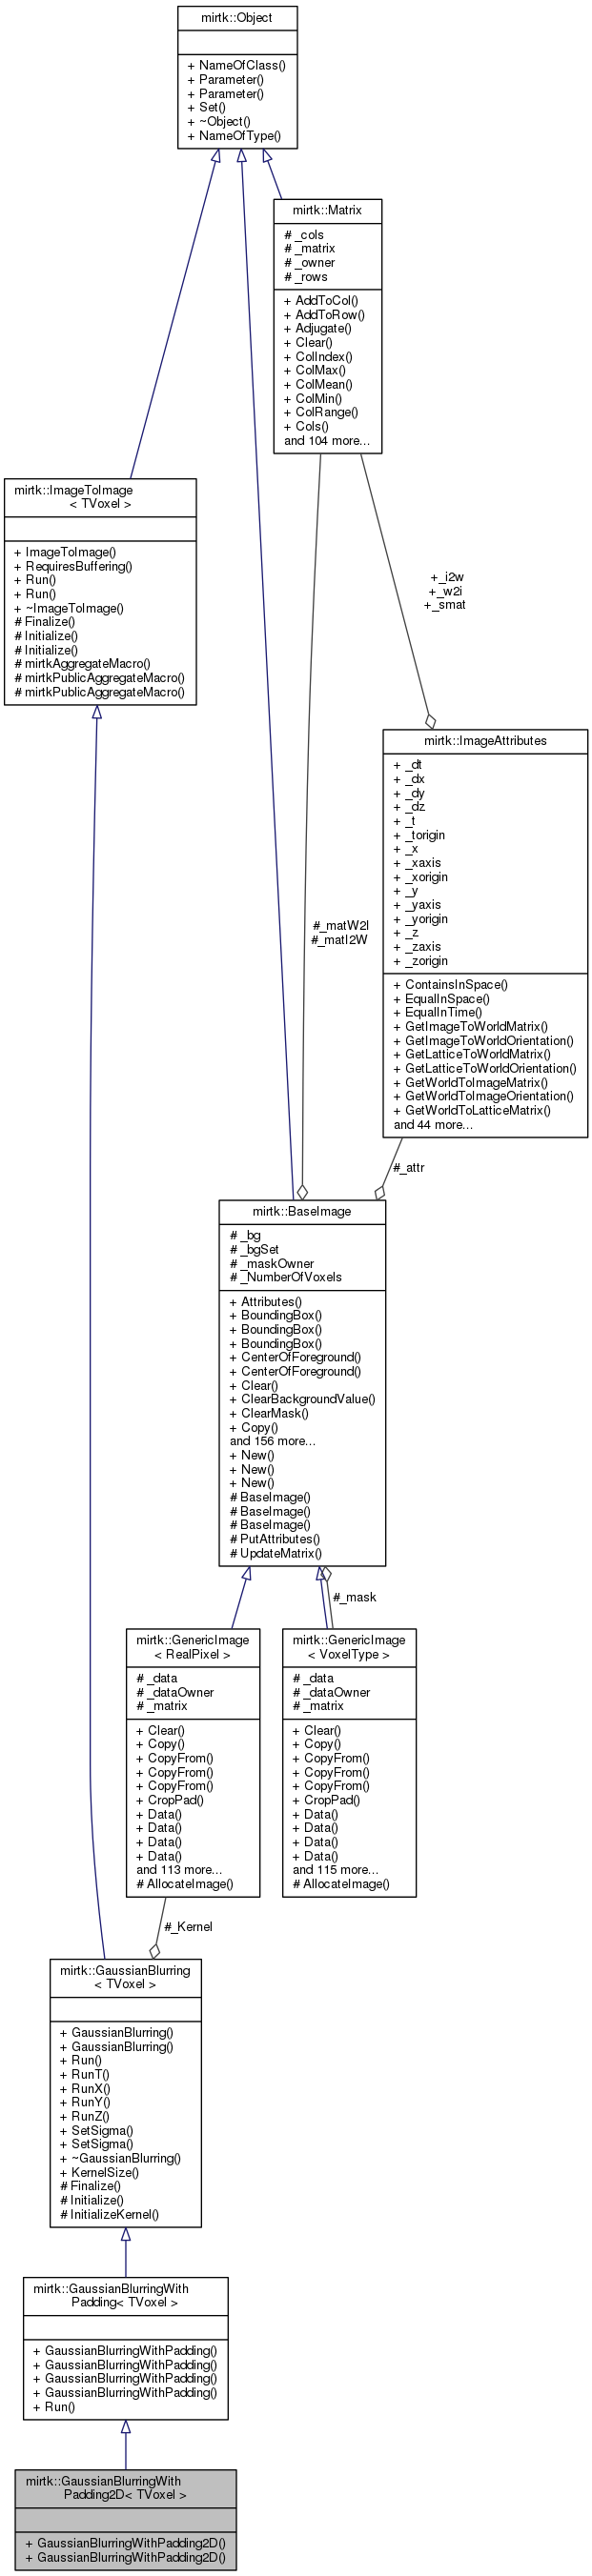 mirtk::Object
+ NameOfClass()
+ Parameter()
+ Parameter()
+ Set()
+ ~Object()
+ NameOfType()
mirtk::Matrix
# _cols
# _matrix
# _owner
# _rows
+ AddToCol()
+ AddToRow()
+ Adjugate()
+ Clear()
+ ColIndex()
+ ColMax()
+ ColMean()
+ ColMin()
+ ColRange()
+ Cols()
and 104 more...
mirtk::ImageToImage
< TVoxel >
+ ImageToImage()
+ RequiresBuffering()
+ Run()
+ Run()
+ ~ImageToImage()
# Finalize()
# Initialize()
# Initialize()
# mirtkAggregateMacro()
# mirtkPublicAggregateMacro()
# mirtkPublicAggregateMacro()
+_i2w
+_w2i
+_smat
mirtk::ImageAttributes
+ _dt
+ _dx
+ _dy
+ _dz
+ _t
+ _torigin
+ _x
+ _xaxis
+ _xorigin
+ _y
+ _yaxis
+ _yorigin
+ _z
+ _zaxis
+ _zorigin
+ ContainsInSpace()
+ EqualInSpace()
+ EqualInTime()
+ GetImageToWorldMatrix()
+ GetImageToWorldOrientation()
+ GetLatticeToWorldMatrix()
+ GetLatticeToWorldOrientation()
+ GetWorldToImageMatrix()
+ GetWorldToImageOrientation()
+ GetWorldToLatticeMatrix()
and 44 more...
#_matW2I
#_matI2W
#_attr
mirtk::BaseImage
# _bg
# _bgSet
# _maskOwner
# _NumberOfVoxels
+ Attributes()
+ BoundingBox()
+ BoundingBox()
+ BoundingBox()
+ CenterOfForeground()
+ CenterOfForeground()
+ Clear()
+ ClearBackgroundValue()
+ ClearMask()
+ Copy()
and 156 more...
+ New()
+ New()
+ New()
# BaseImage()
# BaseImage()
# BaseImage()
# PutAttributes()
# UpdateMatrix()
#_mask
mirtk::GenericImage
< RealPixel >
# _data
# _dataOwner
# _matrix
+ Clear()
+ Copy()
+ CopyFrom()
+ CopyFrom()
+ CopyFrom()
+ CropPad()
+ Data()
+ Data()
+ Data()
+ Data()
and 113 more...
# AllocateImage()
mirtk::GenericImage
< VoxelType >
# _data
# _dataOwner
# _matrix
+ Clear()
+ Copy()
+ CopyFrom()
+ CopyFrom()
+ CopyFrom()
+ CropPad()
+ Data()
+ Data()
+ Data()
+ Data()
and 115 more...
# AllocateImage()
#_Kernel
mirtk::GaussianBlurring
< TVoxel >
+ GaussianBlurring()
+ GaussianBlurring()
+ Run()
+ RunT()
+ RunX()
+ RunY()
+ RunZ()
+ SetSigma()
+ SetSigma()
+ ~GaussianBlurring()
+ KernelSize()
# Finalize()
# Initialize()
# InitializeKernel()
mirtk::GaussianBlurringWith
Padding< TVoxel >
+ GaussianBlurringWithPadding()
+ GaussianBlurringWithPadding()
+ GaussianBlurringWithPadding()
+ GaussianBlurringWithPadding()
+ Run()
mirtk::GaussianBlurringWith
Padding2D< TVoxel >
+ GaussianBlurringWithPadding2D()
+ GaussianBlurringWithPadding2D()